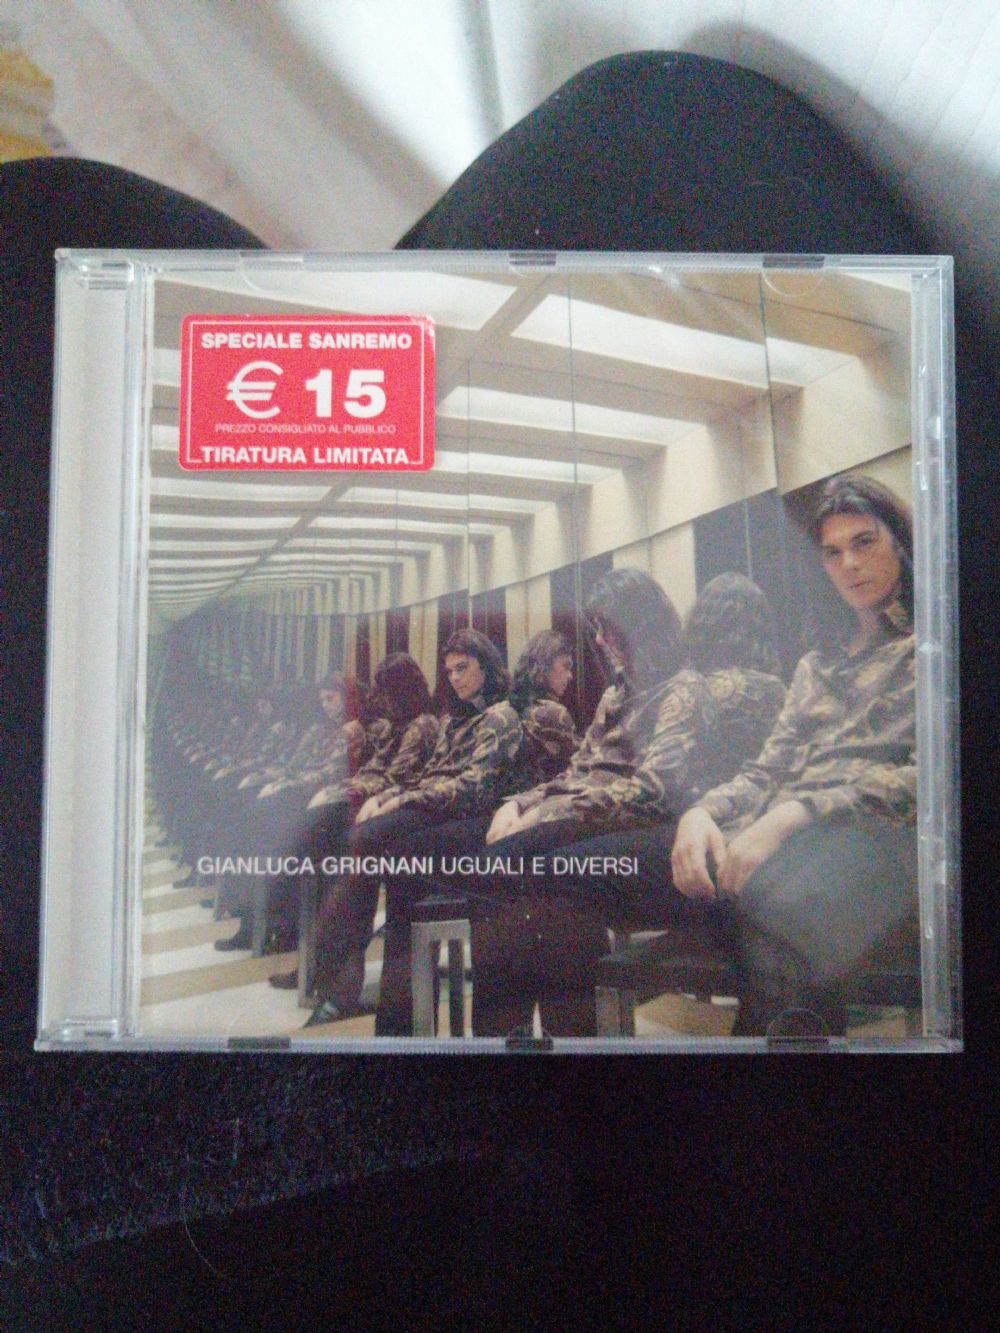 SPECIALE SANREMO
€ 15
PREZZO CONSIGLIATO AL PUBBLICO
TIRATURA LIMITATA
GIANLUCA GRIGNANI UGUALI E DIVERSI